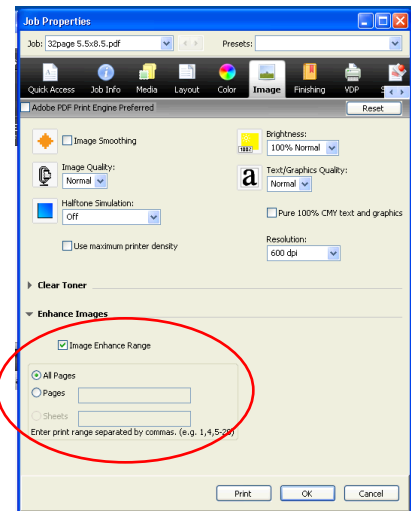 Job Properties
Job: 32page 5.5x8.5.pdf Presets:
Quick Access Job Info Media Layout Color Image Finishing VDP S
Adobe PDF Print Engine Preferred Reset
Image Smoothing
Brightness:
1002 100% Normal
Image Quality:
Normal
a Text/Graphics Quality:
Normal
Halftone Simulation:
Off
Pure 100% CMY text and graphics
Use maximum printer density
Resolution:
600 dpi
Clear Toner
Enhance Images
Image Enhance Range
All Pages
Pages
Sheets
Enter print range separated by commas. (e.g. 1,4,5-20)
Print OK Cancel